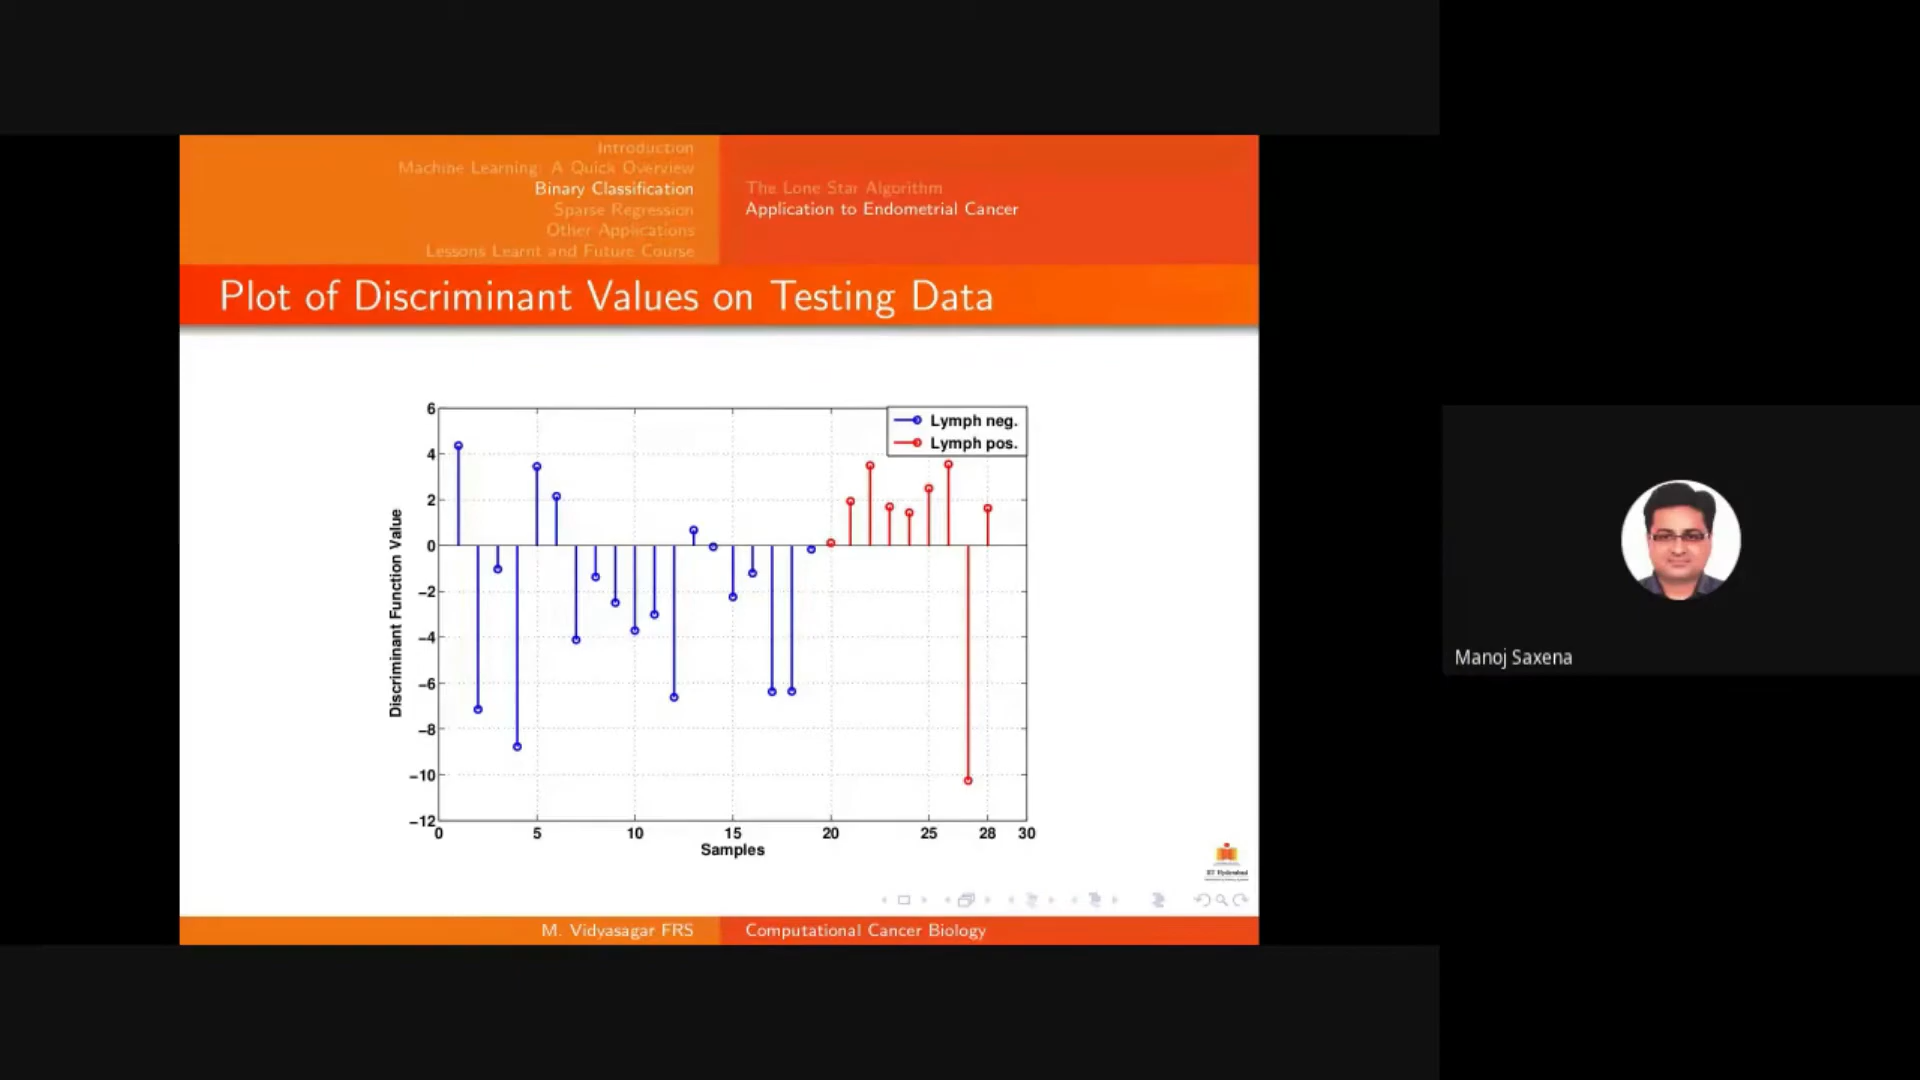 Introduction
Machine Learning: A Quick Overview
Binary Classification
Sparse Regression
Other Applications
Lessons Learnt and Future Course
The Lone Star Algorithm
Application to Endometrial Cancer
Plot of Discriminant Values on Testing Data
Lymph neg.
Lymph pos.
Discriminant Function Value
6
4
2
0
−2
−4
−6
−8
−10
−12
0 5 10 15 20 25 28 30
Samples
IIT Hyderabad
M. Vidyasagar FRS
Computational Cancer Biology
Manoj Saxena